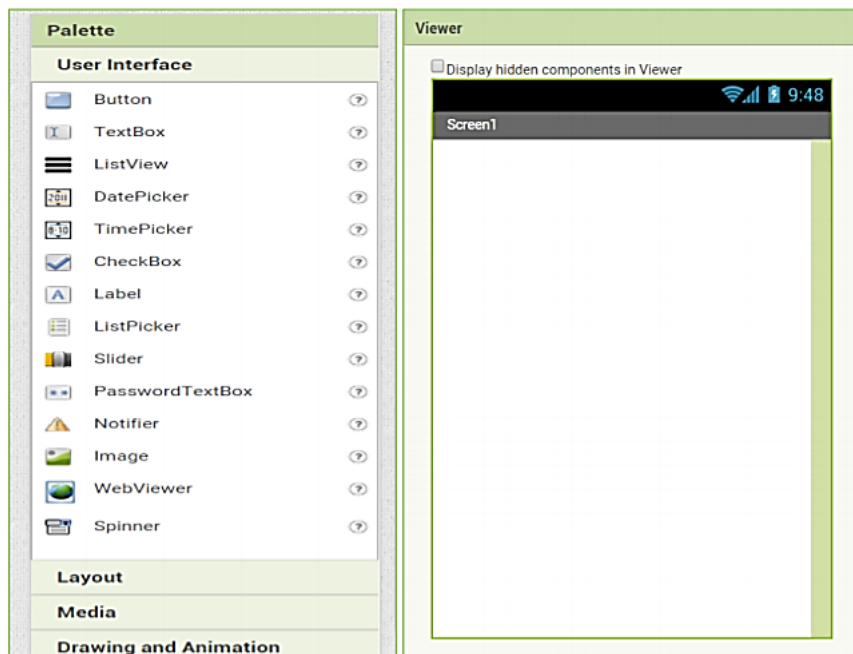 Palette
User Interface
Button
TextBox
ListView
DatePicker
TimePicker
CheckBox
Label
ListPicker
Slider
PasswordTextBox
Notifier
Image
WebViewer
Spinner
Layout
Media
Drawing and Animation
Viewer
Display hidden components in Viewer
9:48
Screen1